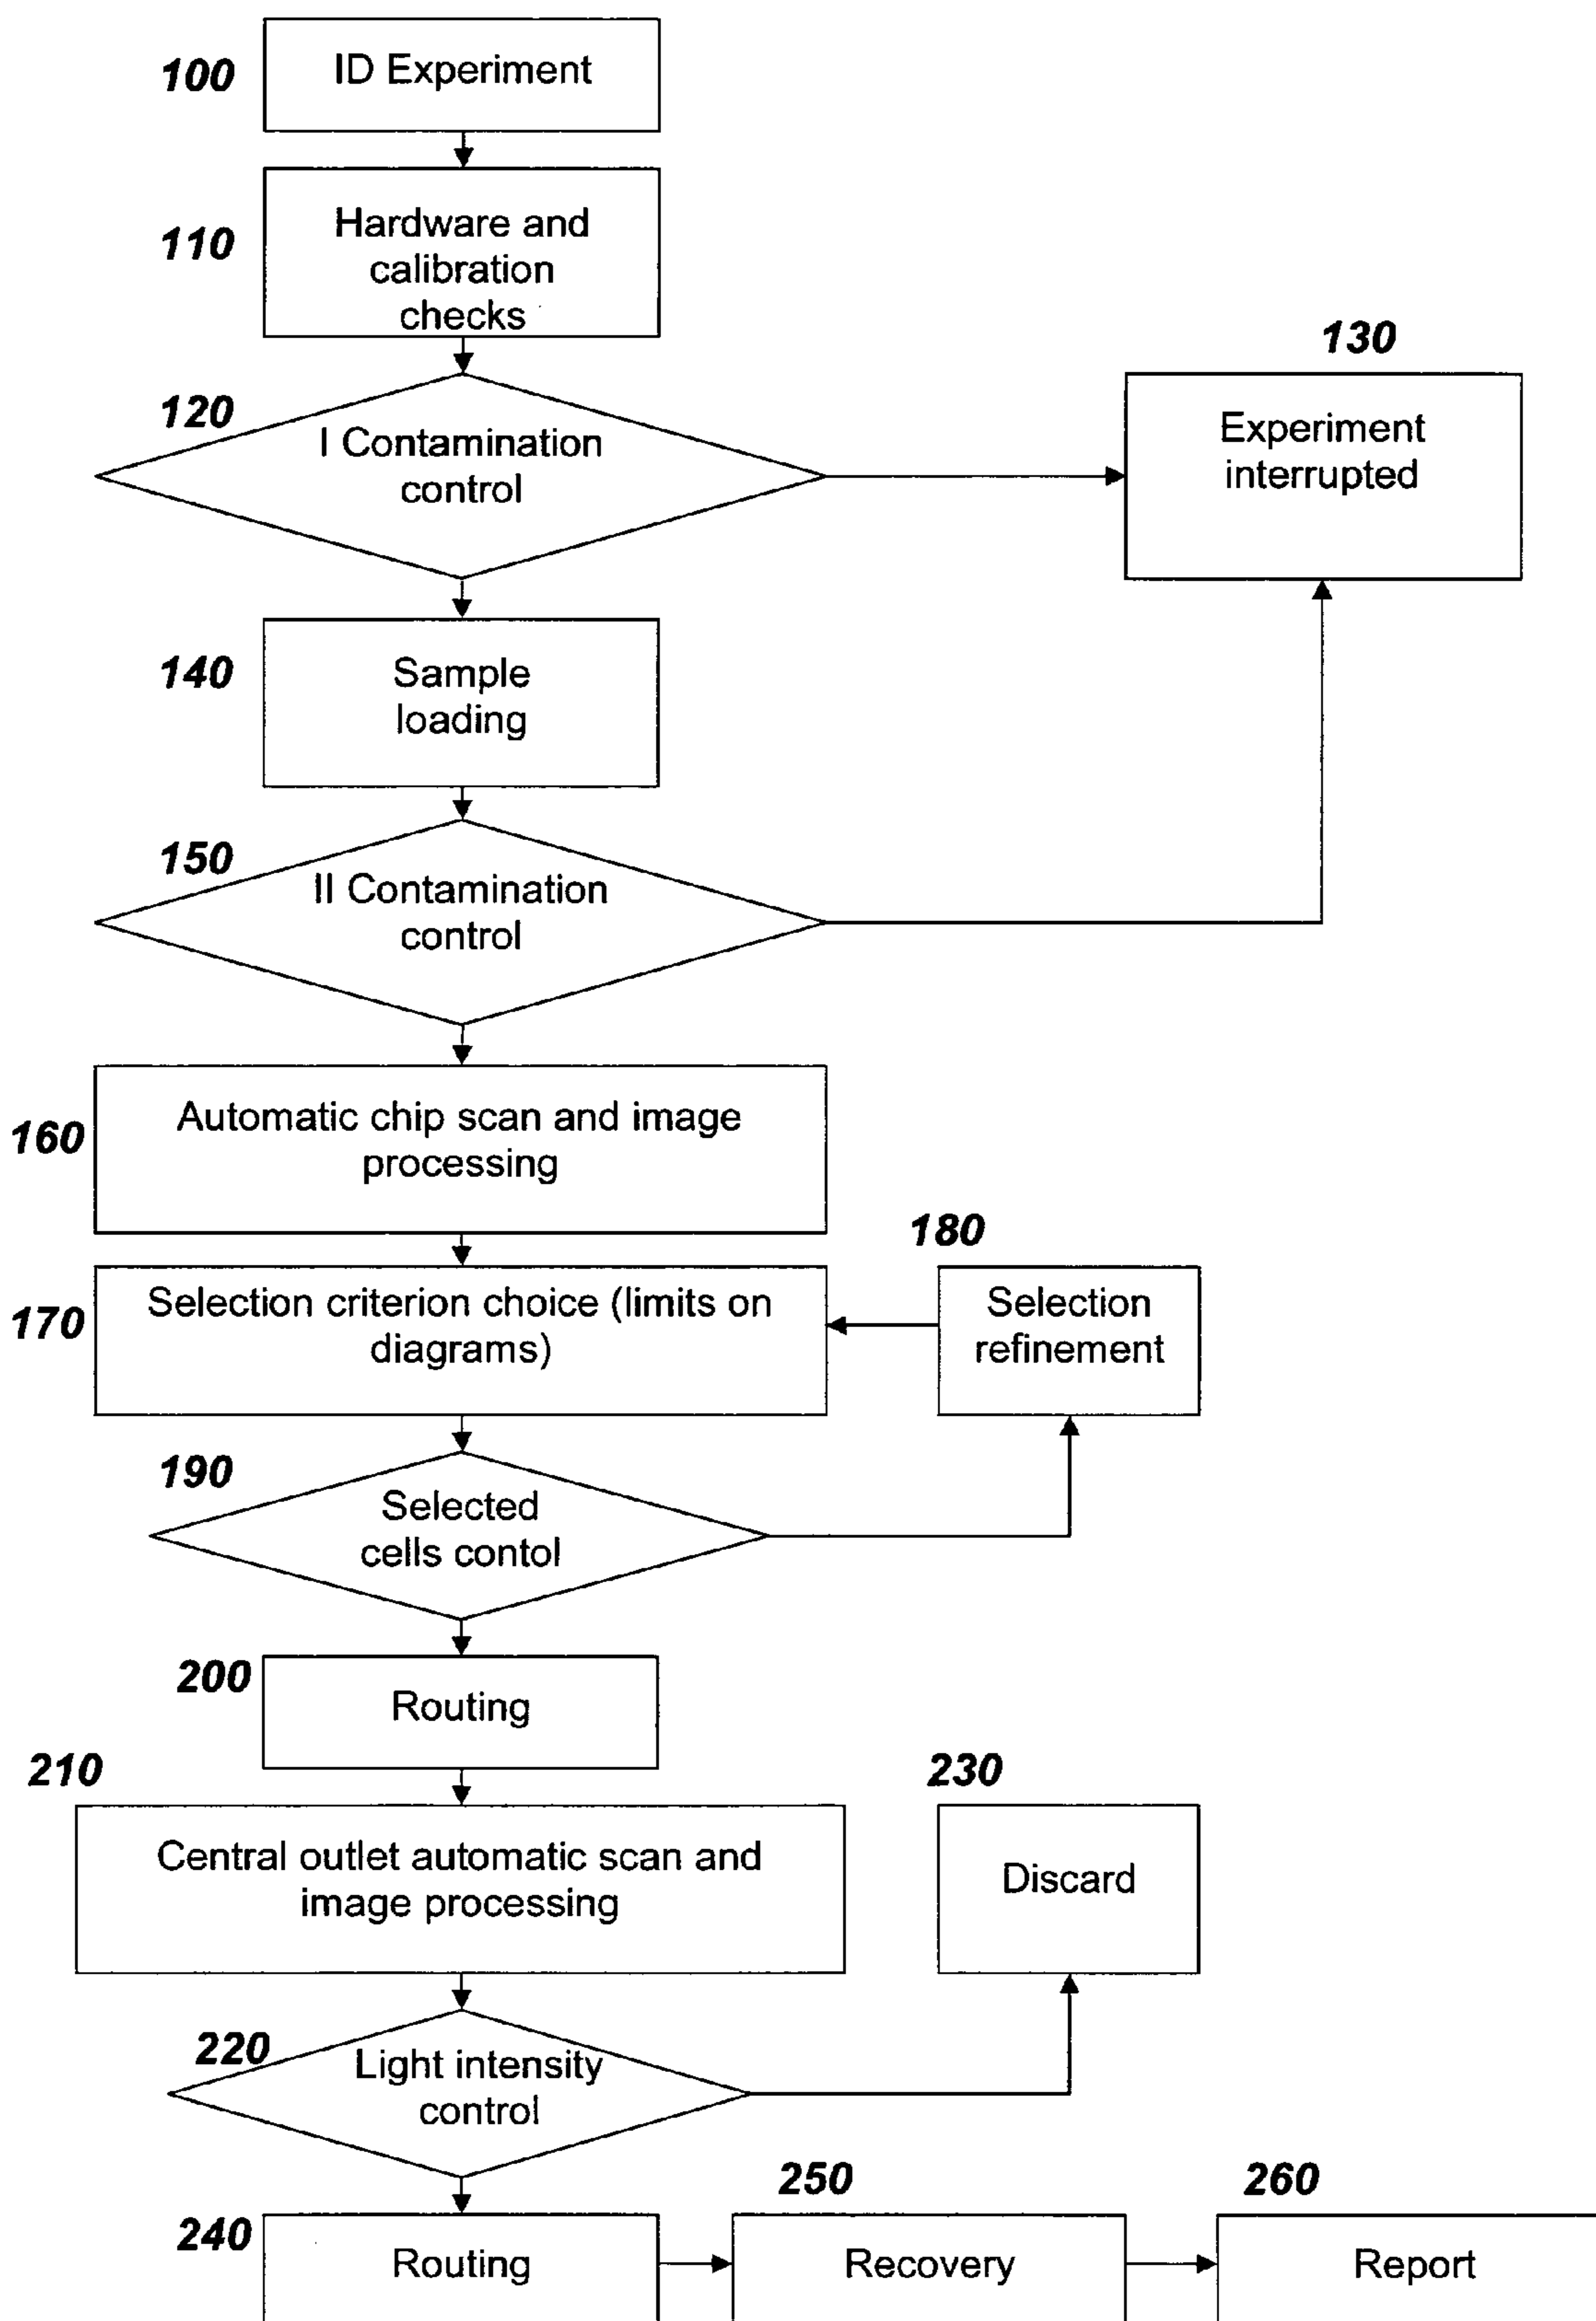 100
ID Experiment
110
Hardware and
calibration
checks
130
120
I Contamination
control
Experiment
interrupted
140
Sample
loading
150
II Contamination
control
160
Automatic chip scan and image
processing
180
170
Selection criterion choice (limits on
diagrams)
Selection
refinement
190
Selected
cells contol
200
Routing
210
230
Central outlet automatic scan and
image processing
Discard
220
Light intensity
control
250
260
240
Routing
Recovery
Report